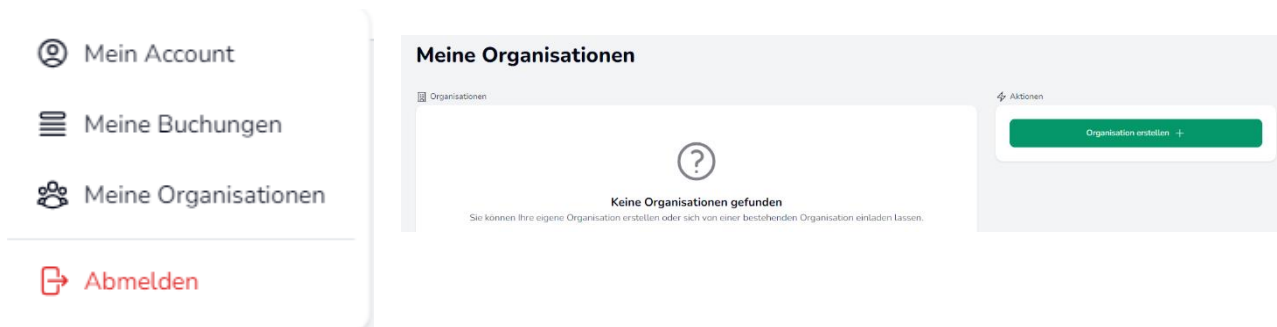 Mein Account
Meine Buchungen
Meine Organisationen
Abmelden
Meine Organisationen
Organisationen
Keine Organisationen gefunden
Sie können Ihre eigene Organisation erstellen oder sich von einer bestehenden Organisation einladen lassen.
Aktionen
Organisation erstellen +